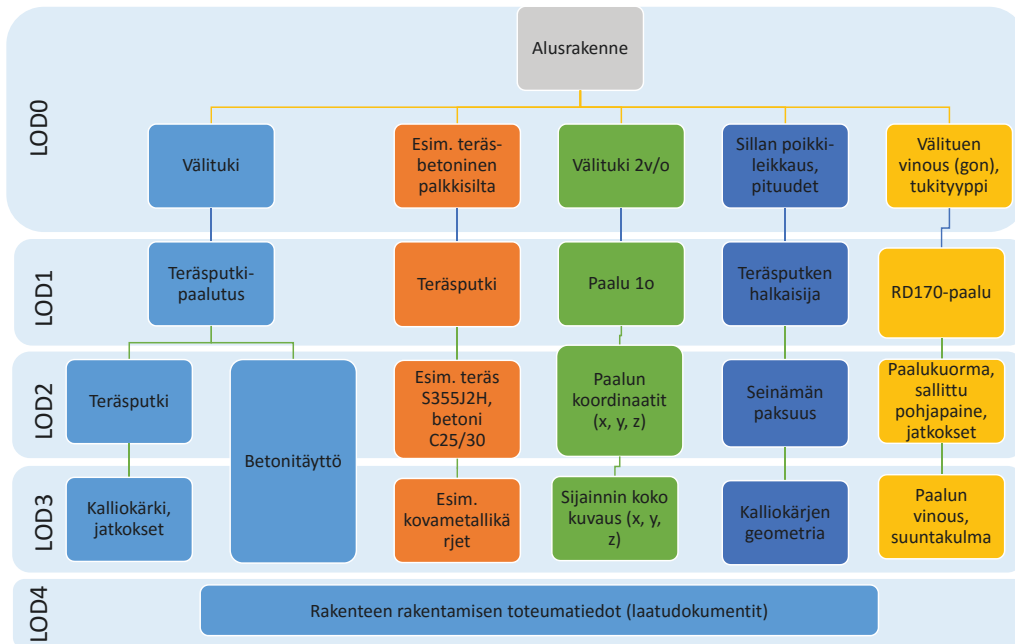 Alusrakenne
LOD0
Välituki
Esim. teräs-
betoninen
palkkisilta
Välituki 2v/o
Sillan poikki-
leikkaus,
pituudet
Välituen
vinous (gon),
tukityyppi
LOD1
Teräsputki-
paalutus
Teräsputki
Paalu 1o
Teräsputken
halkaisija
RD170-paalu
LOD2
Teräsputki
Betonitäyttö
Esim. teräs
S355J2H,
betoni
C25/30
Paalun
koordinaatit
(x, y, z)
Seinämän
paksuus
Paalukuorma,
sallittu
pohjapaine,
jatkokset
LOD3
Kalliokärki,
jatkokset
Esim.
kovametallikä
rjet
Sijainnin koko
kuvaus (x, y,
z)
Kalliokärjen
geometria
Paalun
vinous,
suuntakulma
LOD4
Rakenteen rakentamisen toteumatiedot (laatudokumentit)